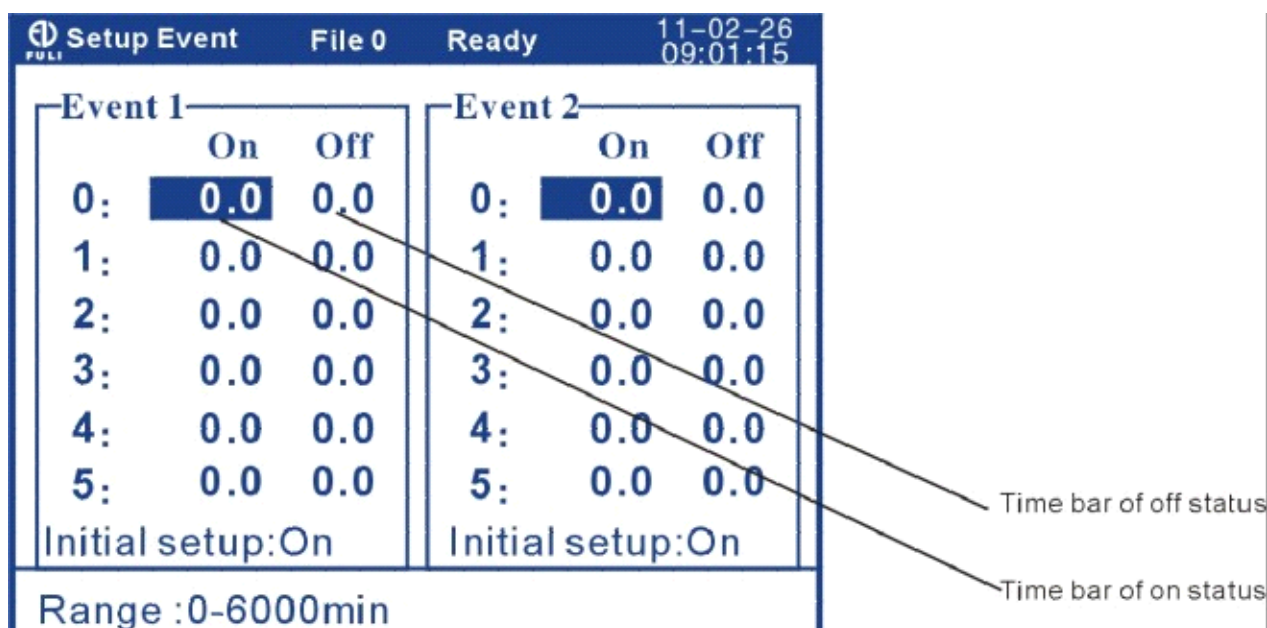 FULI Setup Event File 0 Ready 11-02-26
09:01:15
Event 1
On Off
0: 0.0 0.0
1: 0.0 0.0
2: 0.0 0.0
3: 0.0 0.0
4: 0.0 0.0
5: 0.0 0.0
Initial setup:On
Event 2
On Off
0: 0.0 0.0
1: 0.0 0.0
2: 0.0 0.0
3: 0.0 0.0
4: 0.0 0.0
5: 0.0 0.0
Initial setup:On
Range :0-6000min
Time bar of off status
Time bar of on status